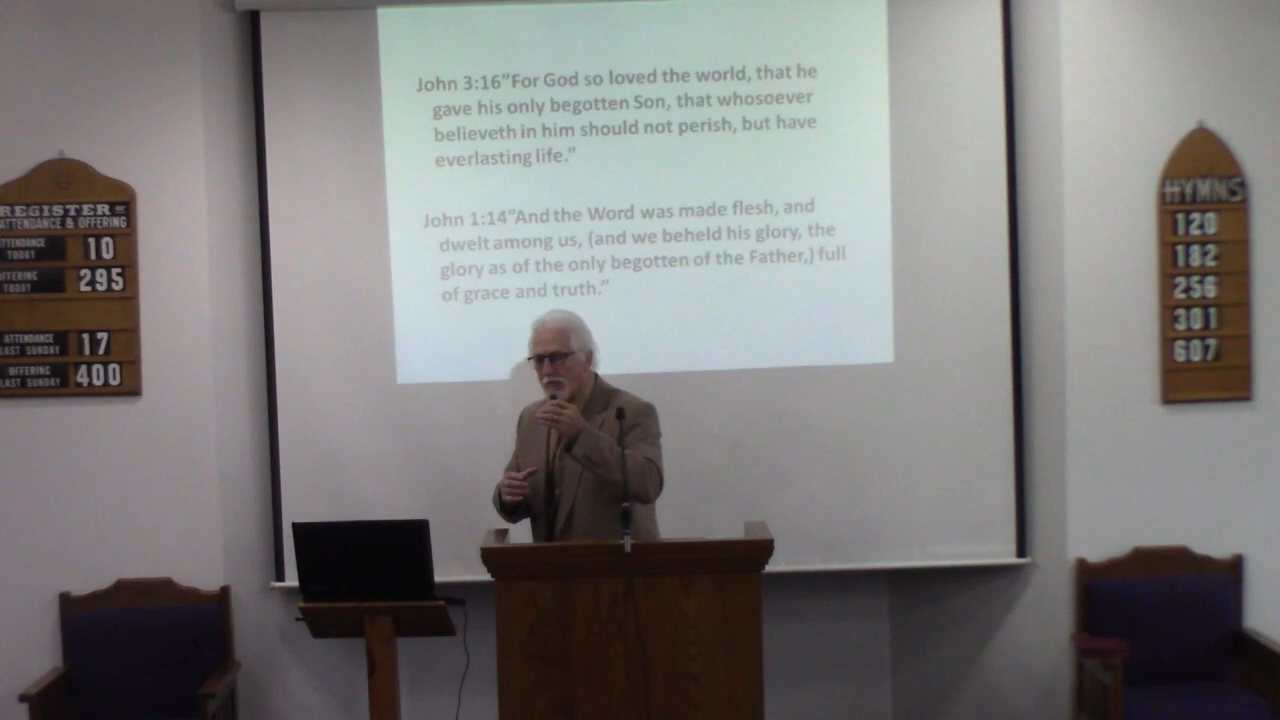 John 3:16"For God so loved the world, that he
gave his only begotten Son, that whosoever
believeth in him should not perish, but have
everlasting life."
John 1:14"And the Word was made flesh, and
dwelt among us, (and we beheld his glory, the
glory as of the only begotten of the Father,) full
of grace and truth."
REGISTER OF
ATTENDANCE & OFFERING
ATTENDANCE
TODAY
10
OFFERING
TODAY
295
ATTENDANCE
LAST SUNDAY
17
OFFERING
LAST SUNDAY
400
HYMNS
120
182
256
301
607